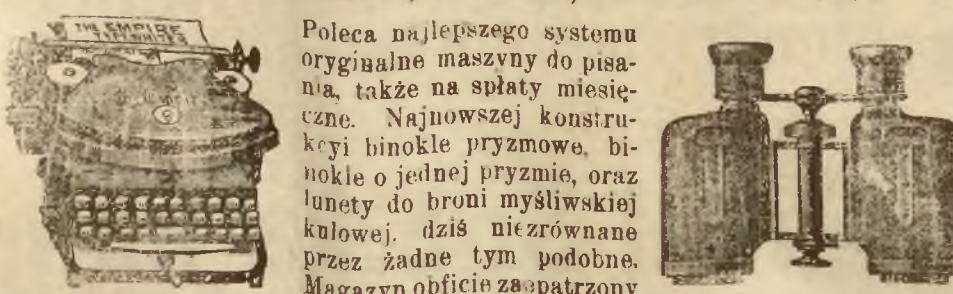 THE EMPIRE
TYPEWRITER
Poleca najlepszego systemu
oryginalne maszyny do pisa-
nia, także na spłaty miesię-
czne. Najnowszej konstru-
kcyi binokle pryzmowe, bi-
nokle o jednej pryzmie, oraz
lunety do broni myśliwskiej
kulowej, dziś niezrównane
przez żadne tym podobne.
Magazyn obficie zaopatrzony